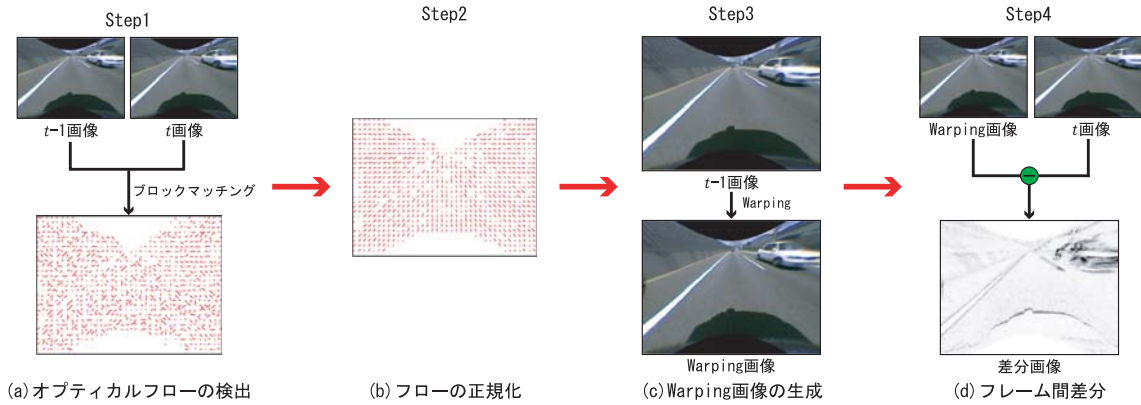 Step1
t-1画像
t画像
ブロックマッチング
(a)オプティカルフローの検出
Step2
(b)フローの正規化
Step3
t-1画像
Warping
Warping画像
(c)Warping画像の生成
Step4
Warping画像
t画像
差分画像
(d)フレーム間差分